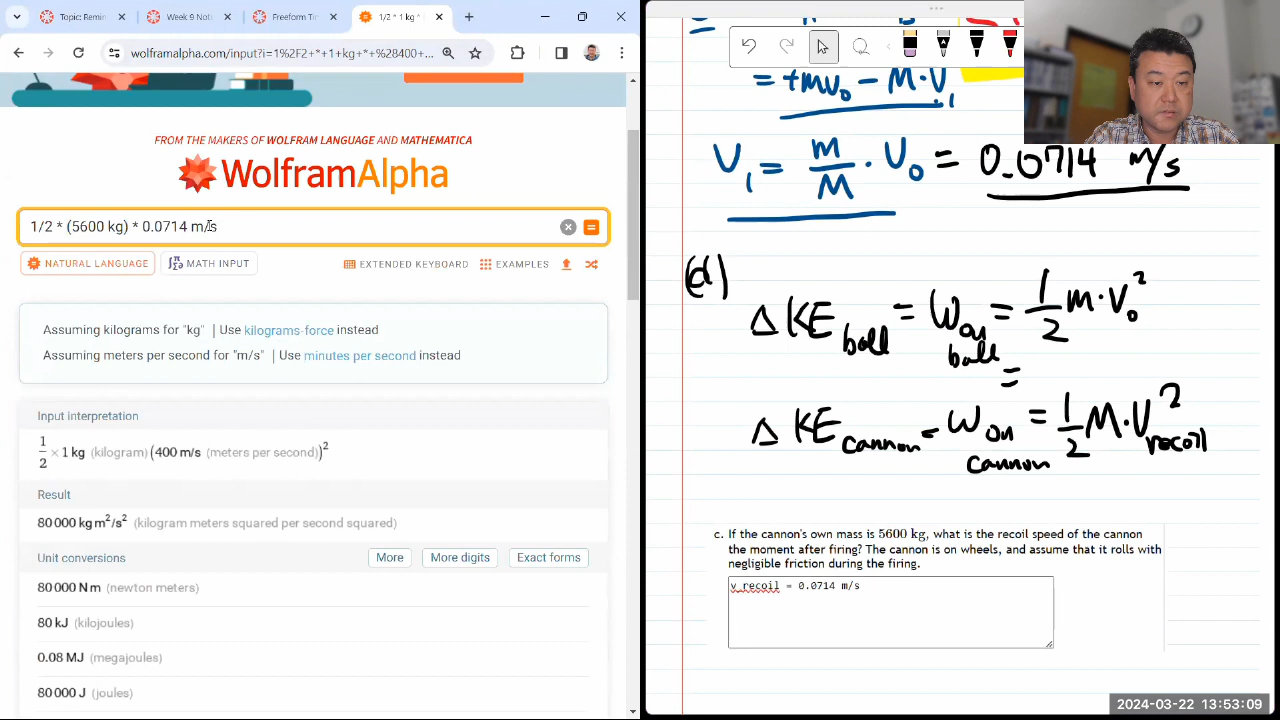 Topic Remin
Week 9 Not
Freeform Tir
1/2 * 1 kg *
wolframalpha.com/input?i=1%2F2+*+1+kg+*+%28400...
FROM THE MAKERS OF WOLFRAM LANGUAGE AND MATHEMATICA
WolframAlpha
1/2 * (5600 kg) * 0.0714 m/s
NATURAL LANGUAGE
MATH INPUT
EXTENDED KEYBOARD
EXAMPLES
UPLOAD
RANDOM
Assuming kilograms for "kg" | Use kilograms-force instead
Assuming meters per second for "m/s" | Use minutes per second instead
Input interpretation
1/2 × 1 kg (kilogram) (400 m/s (meters per second))²
Result
80 000 kg m²/s² (kilogram meters squared per second squared)
Unit conversions
More
More digits
Exact forms
80 000 N m (newton meters)
80 kJ (kilojoules)
0.08 MJ (megajoules)
80 000 J (joules)
= +mv₀ − M·V₁
V₁ = m/M · V₀ = 0.0714 m/s
(d)
Δ KE ball = W on ball = 1/2 m·V₀²
=
Δ KE cannon = W on cannon = 1/2 M·V recoil ²
c. If the cannon's own mass is 5600 kg, what is the recoil speed of the cannon
the moment after firing? The cannon is on wheels, and assume that it rolls with
negligible friction during the firing.
v_recoil = 0.0714 m/s
2024-03-22 13:53:09